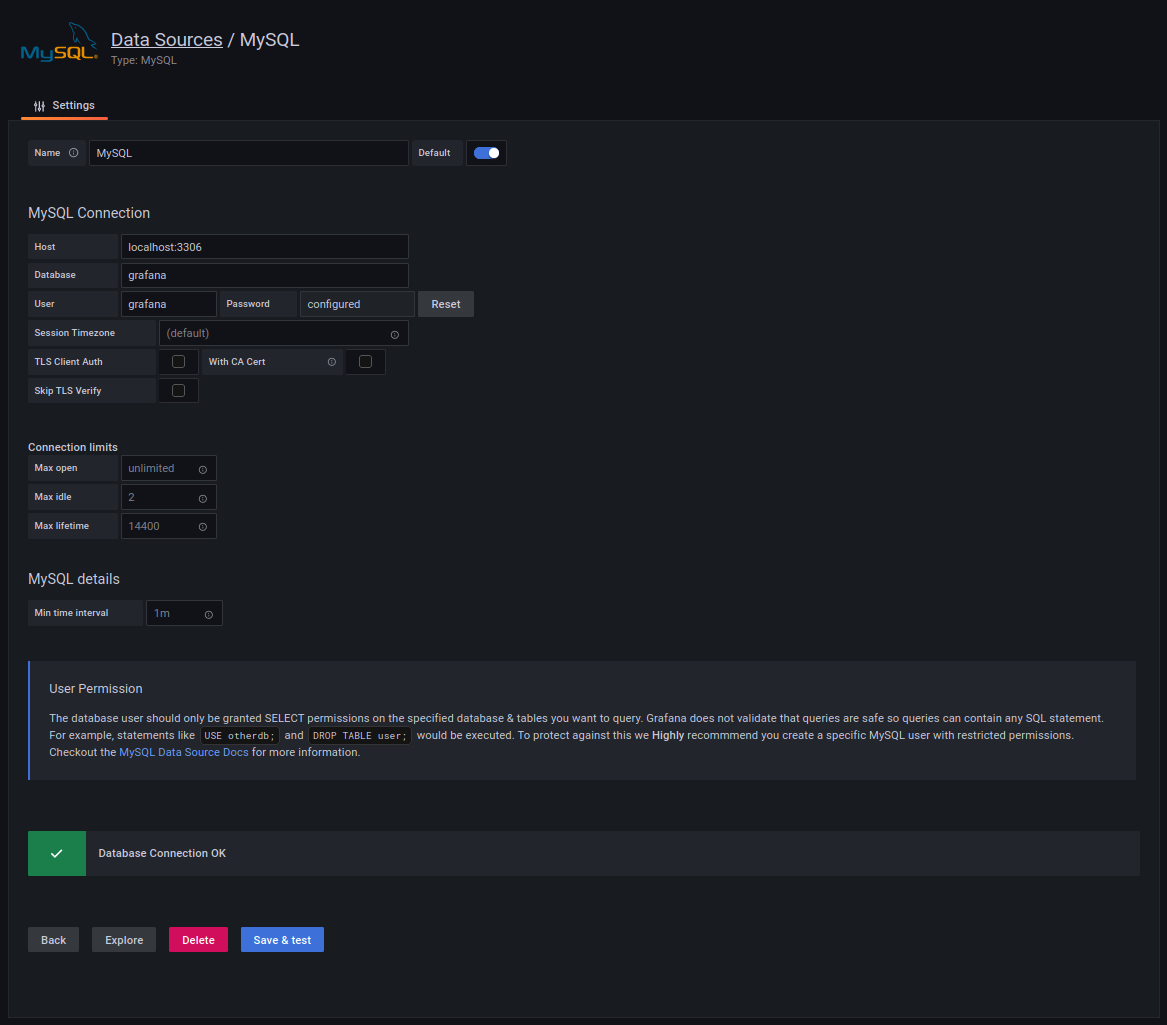 MySQL®
Data Sources / MySQL
Type: MySQL
Settings
Name MySQL Default
MySQL Connection
Host localhost:3306
Database grafana
User grafana Password configured Reset
Session Timezone (default)
TLS Client Auth With CA Cert
Skip TLS Verify
Connection limits
Max open unlimited
Max idle 2
Max lifetime 14400
MySQL details
Min time interval 1m
User Permission
The database user should only be granted SELECT permissions on the specified database & tables you want to query. Grafana does not validate that queries are safe so queries can contain any SQL statement.
For example, statements like USE otherdb; and DROP TABLE user; would be executed. To protect against this we Highly recommmend you create a specific MySQL user with restricted permissions.
Checkout the MySQL Data Source Docs for more information.
Database Connection OK
Back Explore Delete Save & test